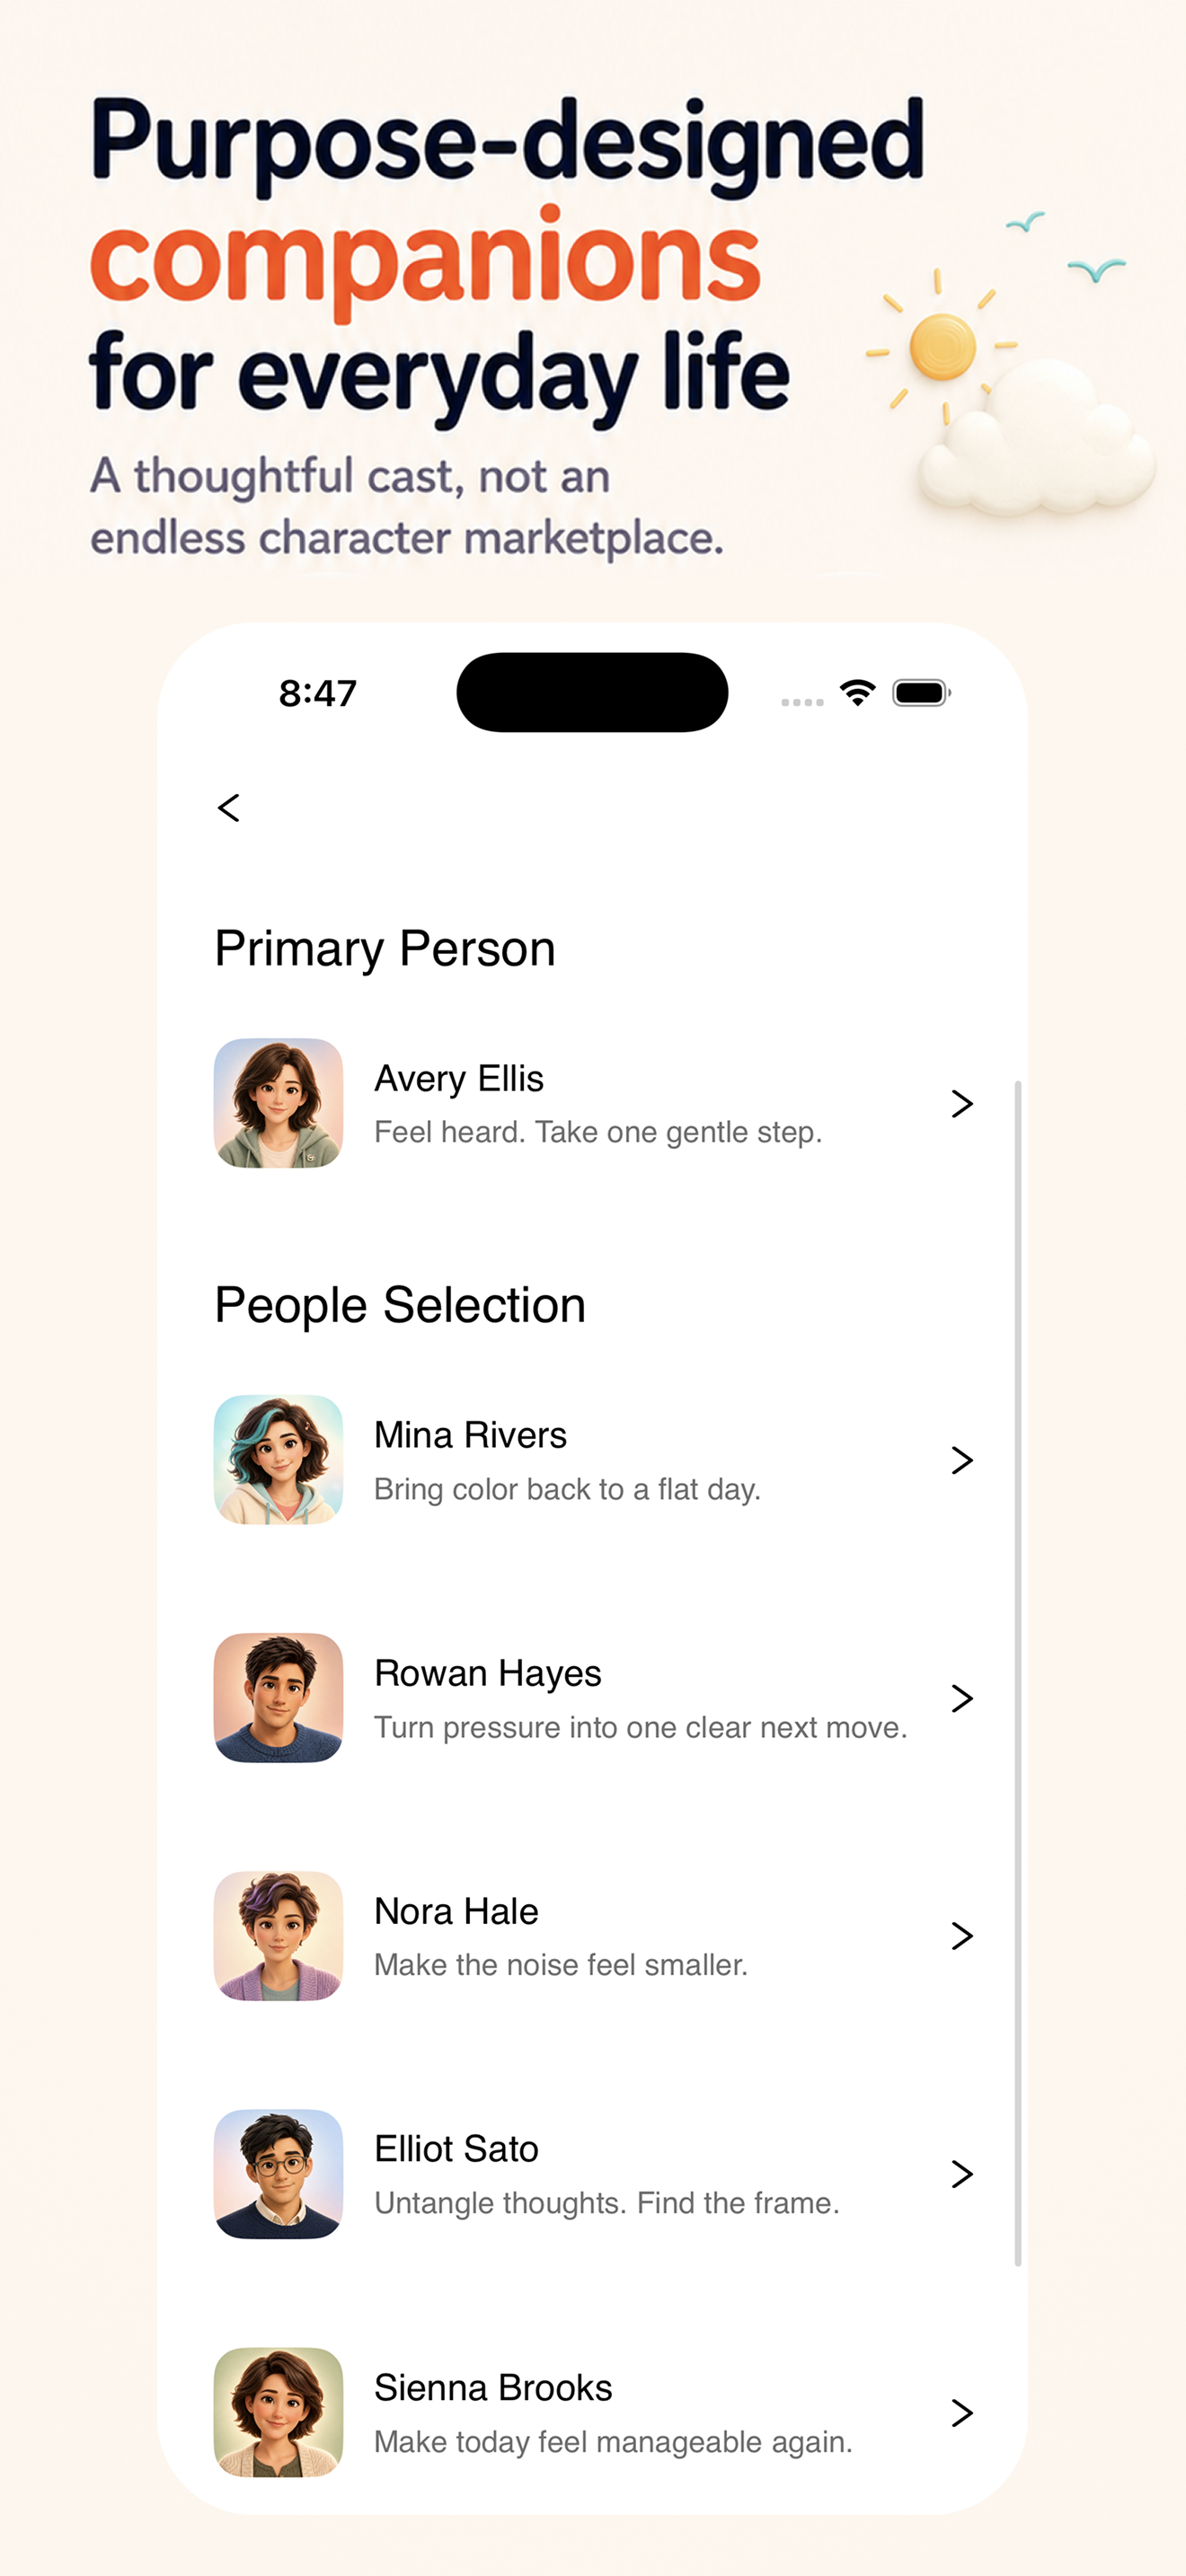 Purpose-designed
companions
for everyday life
A thoughtful cast, not an
endless character marketplace.
8:47
Primary Person
Avery Ellis
Feel heard. Take one gentle step.
People Selection
Mina Rivers
Bring color back to a flat day.
Rowan Hayes
Turn pressure into one clear next move.
Nora Hale
Make the noise feel smaller.
Elliot Sato
Untangle thoughts. Find the frame.
Sienna Brooks
Make today feel manageable again.